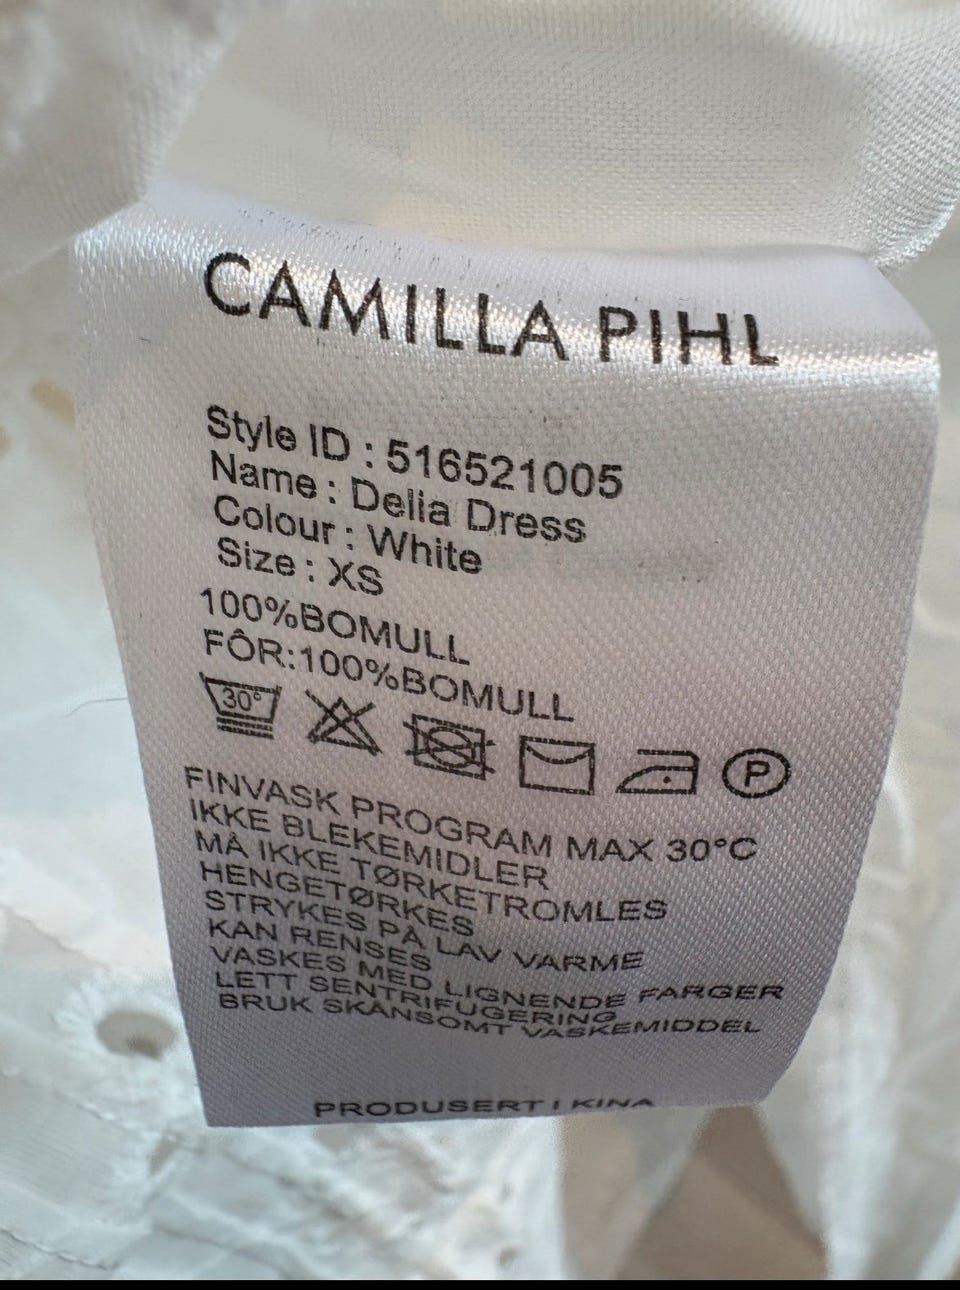 CAMILLA PIHL
Style ID : 516521005
Name : Delia Dress
Colour : White
Size : XS
100%BOMULL
FÔR:100%BOMULL
30°
P
FINVASK PROGRAM MAX 30°C
IKKE BLEKEMIDLER
MÅ IKKE TØRKETROMLES
HENGETØRKES
STRYKES PÅ LAV VARME
KAN RENSES
VASKES MED LIGNENDE FARGER
LETT SENTRIFUGERING
BRUK SKÅNSOMT VASKEMIDDEL
PRODUSERT I KINA